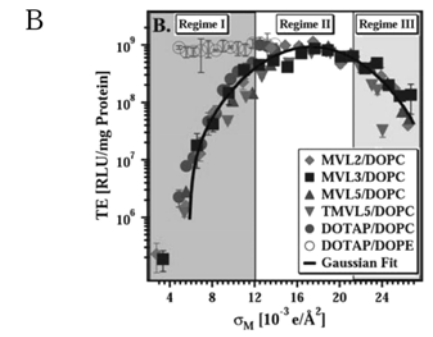 B
B.
Regime I
Regime II
Regime III
TE [RLU/mg Protein]
10⁹
10⁸
10⁷
10⁶
MVL2/DOPC
MVL3/DOPC
MVL5/DOPC
TMVL5/DOPC
DOTAP/DOPC
DOTAP/DOPE
Gaussian Fit
4 8 12 16 20 24
σM [10⁻³ e/Å²]